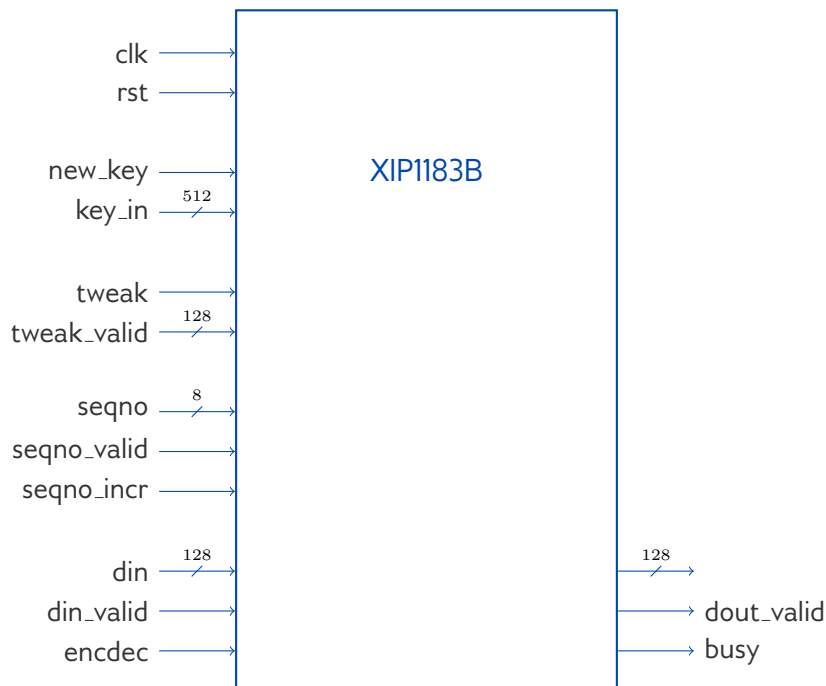 clk
rst
new_key
XIP1183B
512
key_in
tweak
128
tweak_valid
8
seqno
seqno_valid
seqno_incr
128
din
128
din_valid
dout_valid
encdec
busy